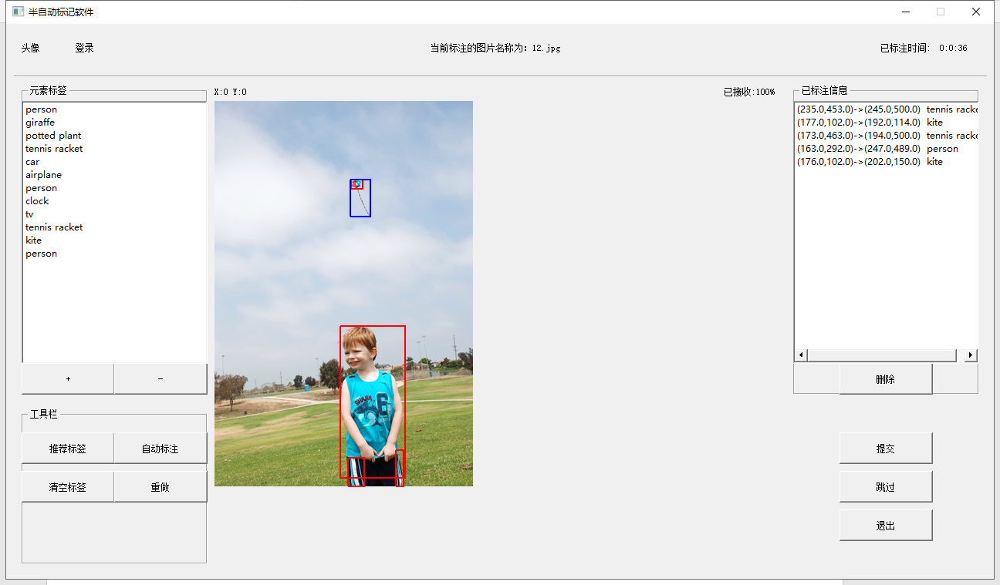 半自动标记软件
头像 登录 当前标注的图片名称为: 12.jpg 已标注时间: 0:0:36
元素标签
person
giraffe
potted plant
tennis racket
car
airplane
person
clock
tv
tennis racket
kite
person
+ -
工具栏
推荐标签 自动标注
清空标签 重做
X:0 Y:0 已接收:100%
SHARK
6
已标注信息
(235.0,453.0)->(245.0,500.0) tennis racke
(177.0,102.0)->(192.0,114.0) kite
(173.0,463.0)->(194.0,500.0) tennis racke
(163.0,292.0)->(247.0,489.0) person
(176.0,102.0)->(202.0,150.0) kite
删除
提交
跳过
退出